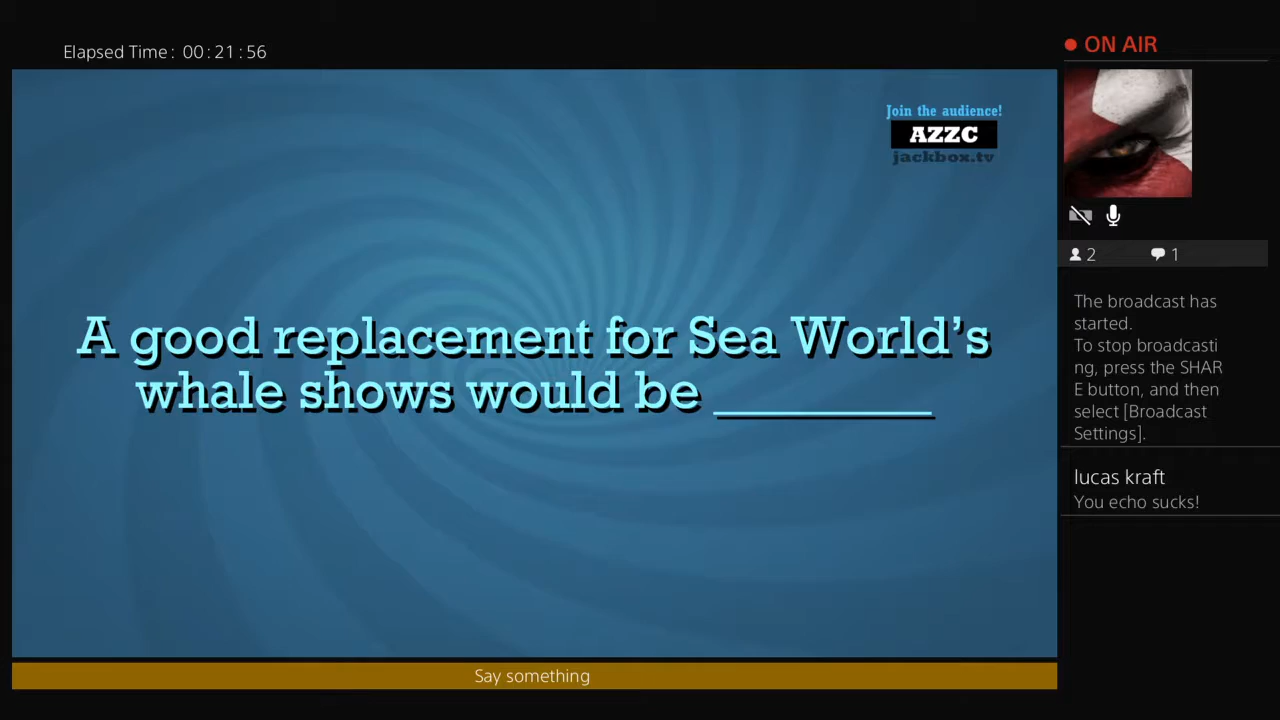 Elapsed Time: 00:21:56
ON AIR
Join the audience!
AZZC
jackbox.tv
A good replacement for Sea World's
whale shows would be ________
2 1
The broadcast has
started.
To stop broadcasti
ng, press the SHAR
E button, and then
select [Broadcast
Settings].
lucas kraft
You echo sucks!
Say something